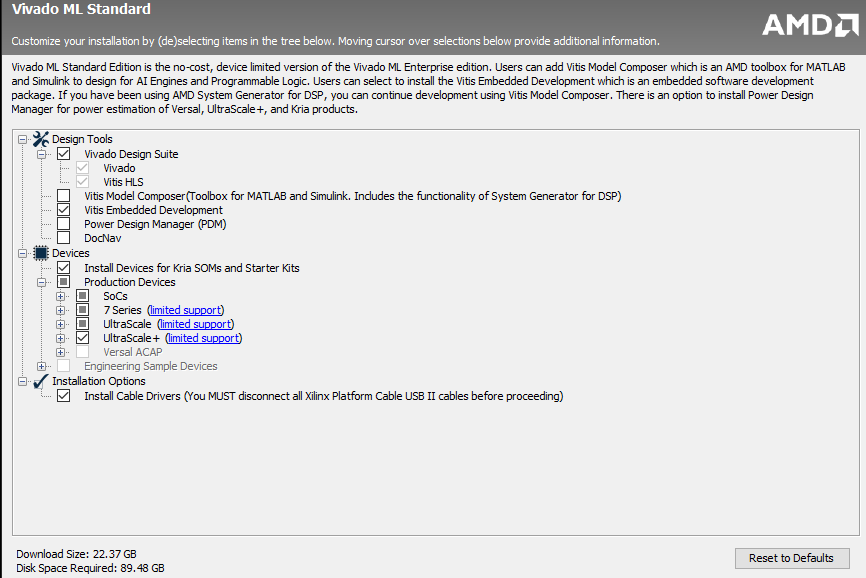 Vivado ML Standard
AMD
Customize your installation by (de)selecting items in the tree below. Moving cursor over selections below provide additional information.
Vivado ML Standard Edition is the no-cost, device limited version of the Vivado ML Enterprise edition. Users can add Vitis Model Composer which is an AMD toolbox for MATLAB
and Simulink to design for AI Engines and Programmable Logic. Users can select to install the Vitis Embedded Development which is an embedded software development
package. If you have been using AMD System Generator for DSP, you can continue development using Vitis Model Composer. There is an option to install Power Design
Manager for power estimation of Versal, UltraScale+, and Kria products.
Design Tools
Vivado Design Suite
Vivado
Vitis HLS
Vitis Model Composer(Toolbox for MATLAB and Simulink. Includes the functionality of System Generator for DSP)
Vitis Embedded Development
Power Design Manager (PDM)
DocNav
Devices
Install Devices for Kria SOMs and Starter Kits
Production Devices
SoCs
7 Series (limited support)
UltraScale (limited support)
UltraScale+ (limited support)
Versal ACAP
Engineering Sample Devices
Installation Options
Install Cable Drivers (You MUST disconnect all Xilinx Platform Cable USB II cables before proceeding)
Download Size: 22.37 GB
Disk Space Required: 89.48 GB
Reset to Defaults